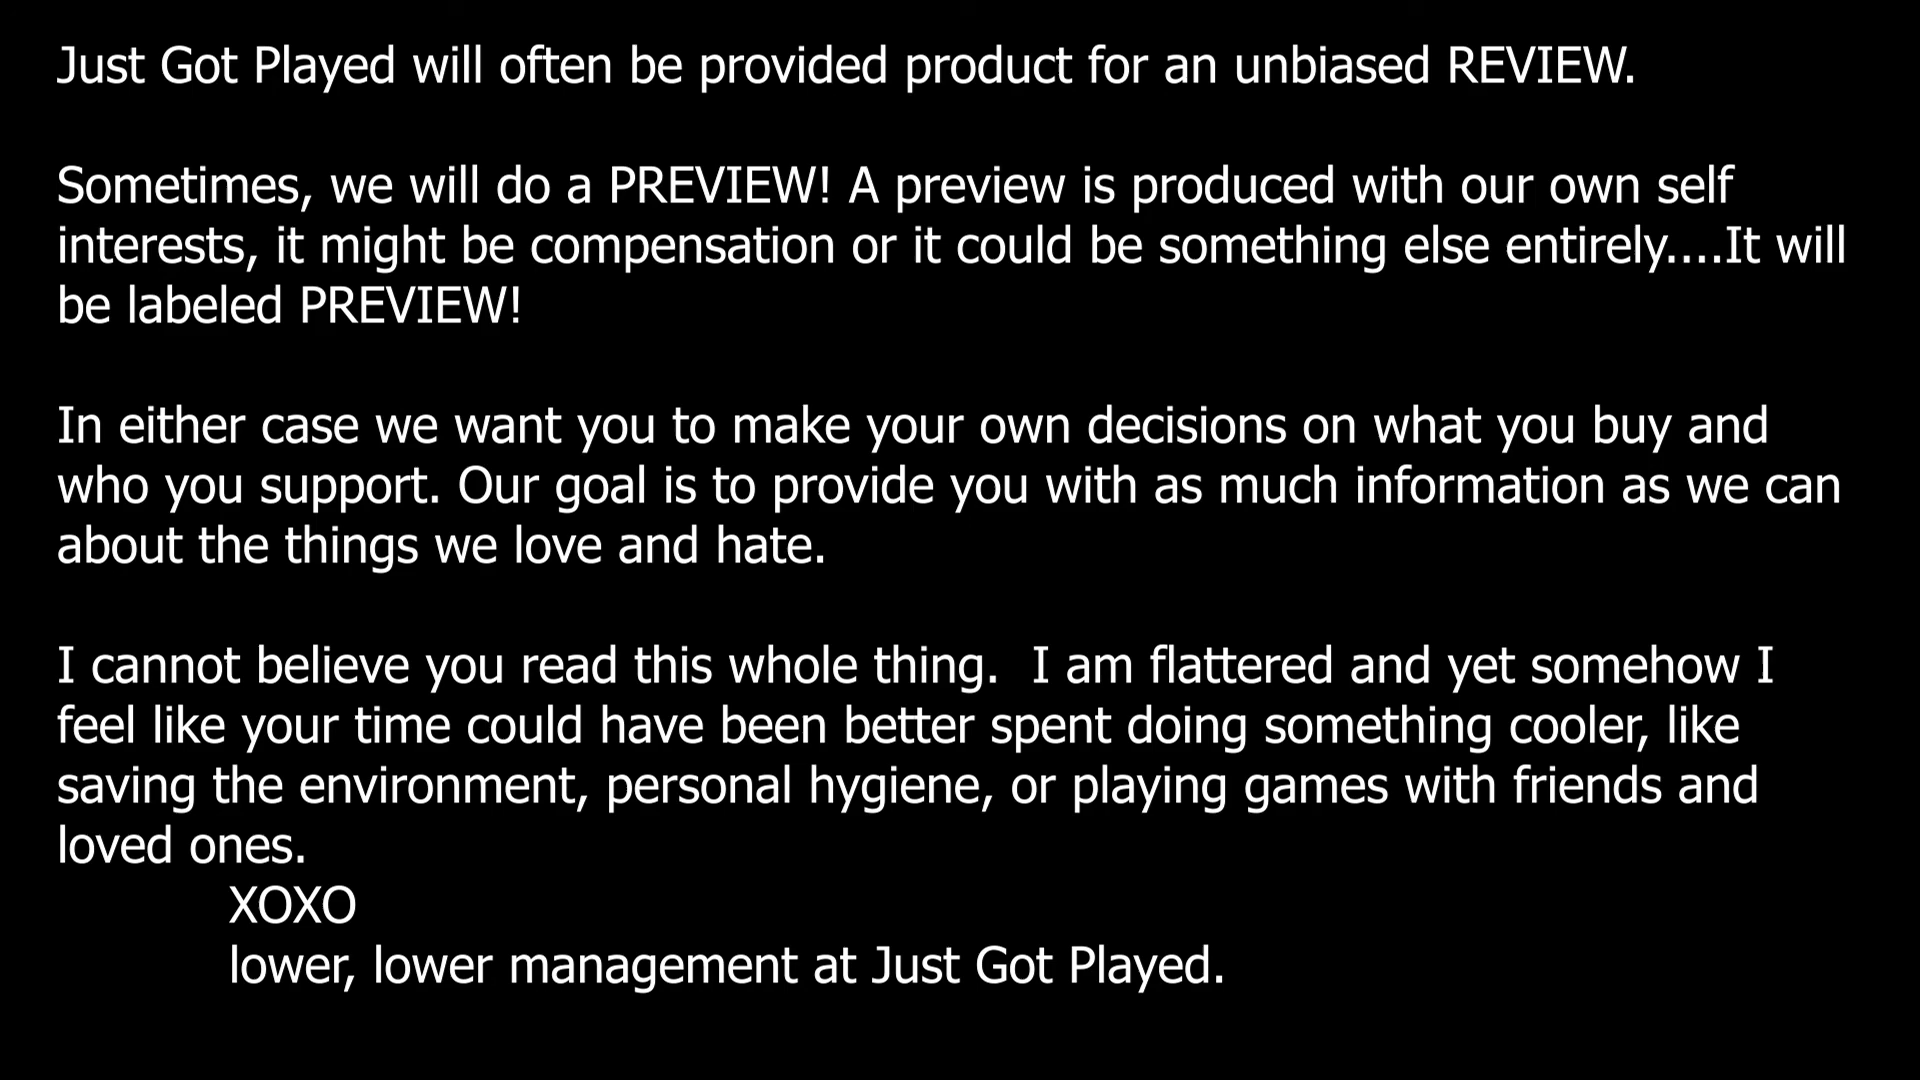 Just Got Played will often be provided product for an unbiased REVIEW.
Sometimes, we will do a PREVIEW! A preview is produced with our own self
interests, it might be compensation or it could be something else entirely....It will
be labeled PREVIEW!
In either case we want you to make your own decisions on what you buy and
who you support. Our goal is to provide you with as much information as we can
about the things we love and hate.
I cannot believe you read this whole thing.  I am flattered and yet somehow I
feel like your time could have been better spent doing something cooler, like
saving the environment, personal hygiene, or playing games with friends and
loved ones.
XOXO
lower, lower management at Just Got Played.